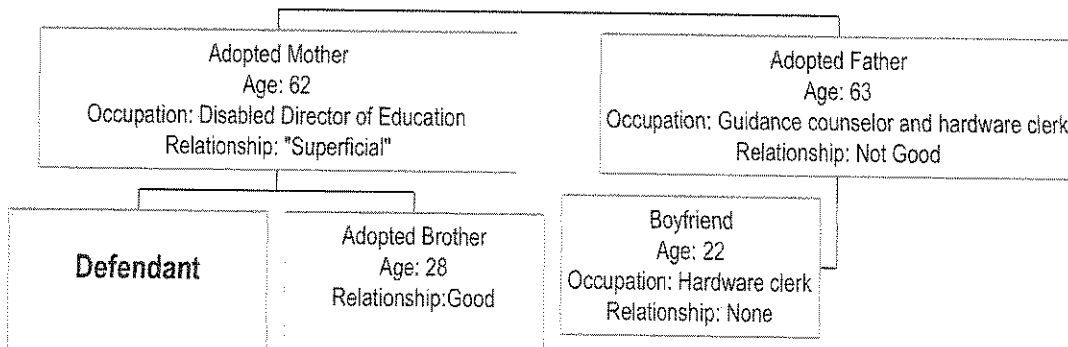 Adopted Mother
Age: 62
Occupation: Disabled Director of Education
Relationship: "Superficial"
Adopted Father
Age: 63
Occupation: Guidance counselor and hardware clerk
Relationship: Not Good
Defendant
Adopted Brother
Age: 28
Relationship:Good
Boyfriend
Age: 22
Occupation: Hardware clerk
Relationship: None